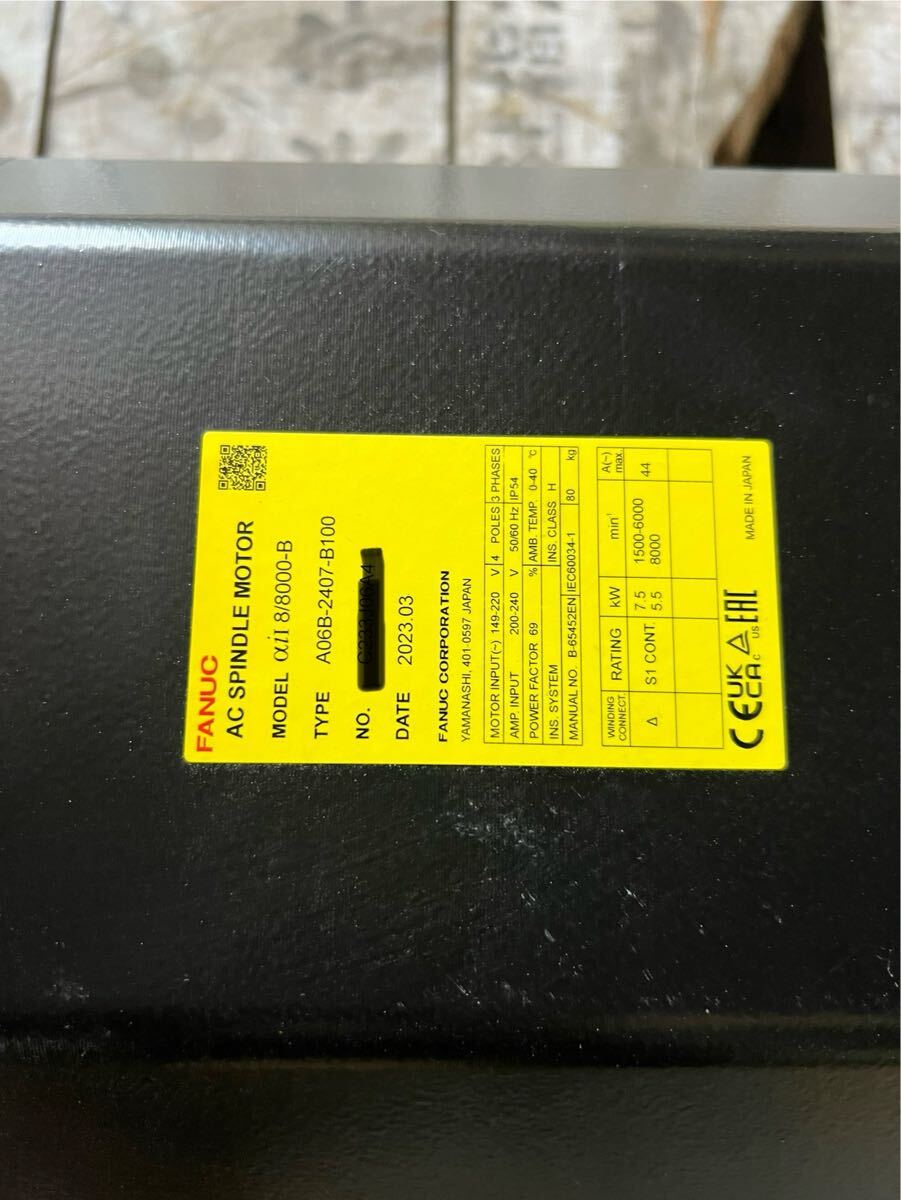 FANUC
AC SPINDLE MOTOR
MODEL αiI 8/8000-B
TYPE A06B-2407-B100
NO.
DATE 2023.03
FANUC CORPORATION
YAMANASHI, 401-0597 JAPAN
MOTOR INPUT(~) 149-220 V 4 POLES 3 PHASES
AMP INPUT 200-240 V 50/60 Hz IP54
POWER FACTOR 69 % AMB. TEMP. 0-40 ℃
INS. SYSTEM INS. CLASS H
MANUAL NO. B-65452EN IEC60034-1 80 kg
WINDING CONNECT. RATING kW min⁻¹ A(~) max.
Δ S1 CONT. 7.5 1500-6000 44
5.5 8000
CE UKCA c US EAC
MADE IN JAPAN